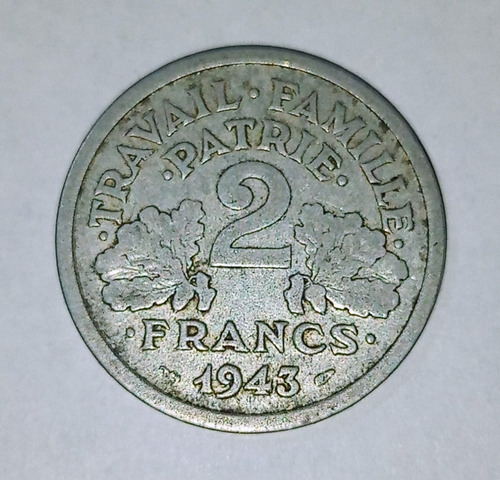 ·TRAVAIL·FAMILLE·
·PATRIE·
2
·FRANCS·
1943